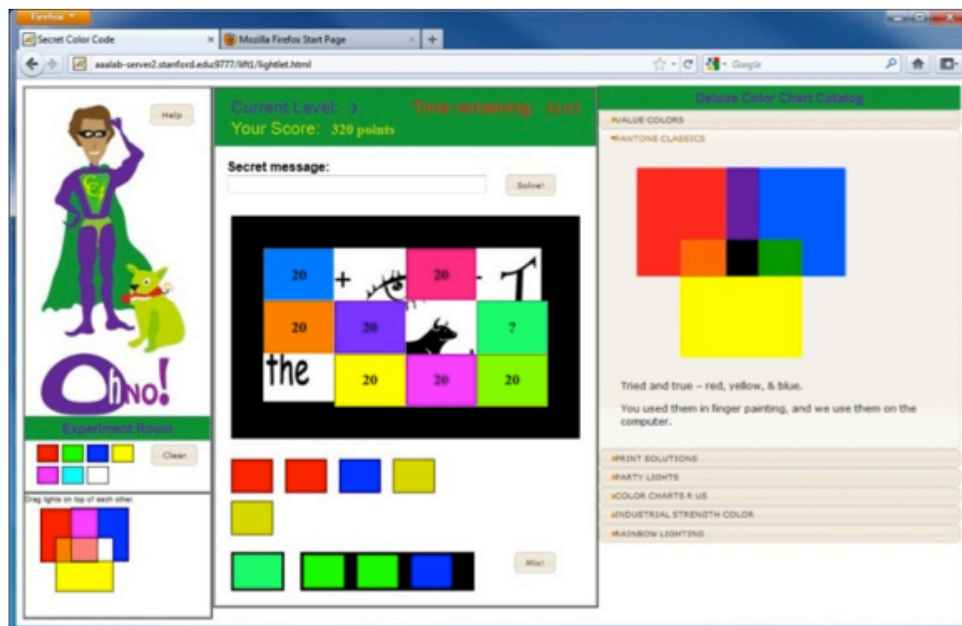 Firefox
Secret Color Code
Mozilla Firefox Start Page
aaalab-server2.stanford.edu:9777/lift1/lightlet.html
Google
Help
Current Level: 3
Time remaining:
Your Score: 320 points
Deluxe Color Chart Catalog
VALUE COLORS
PANTONE CLASSICS
Secret message:
Solve!
20 + 20 - T
20 20 ?
the 20 20 20
Tried and true – red, yellow, & blue.
You used them in finger painting, and we use them on the
computer.
Oh NO!
Experiment Room
Clear
PRINT SOLUTIONS
PARTY LIGHTS
COLOR CHARTS R US
INDUSTRIAL STRENGTH COLOR
RAINBOW LIGHTING
Drag lights on top of each other.
Mix!